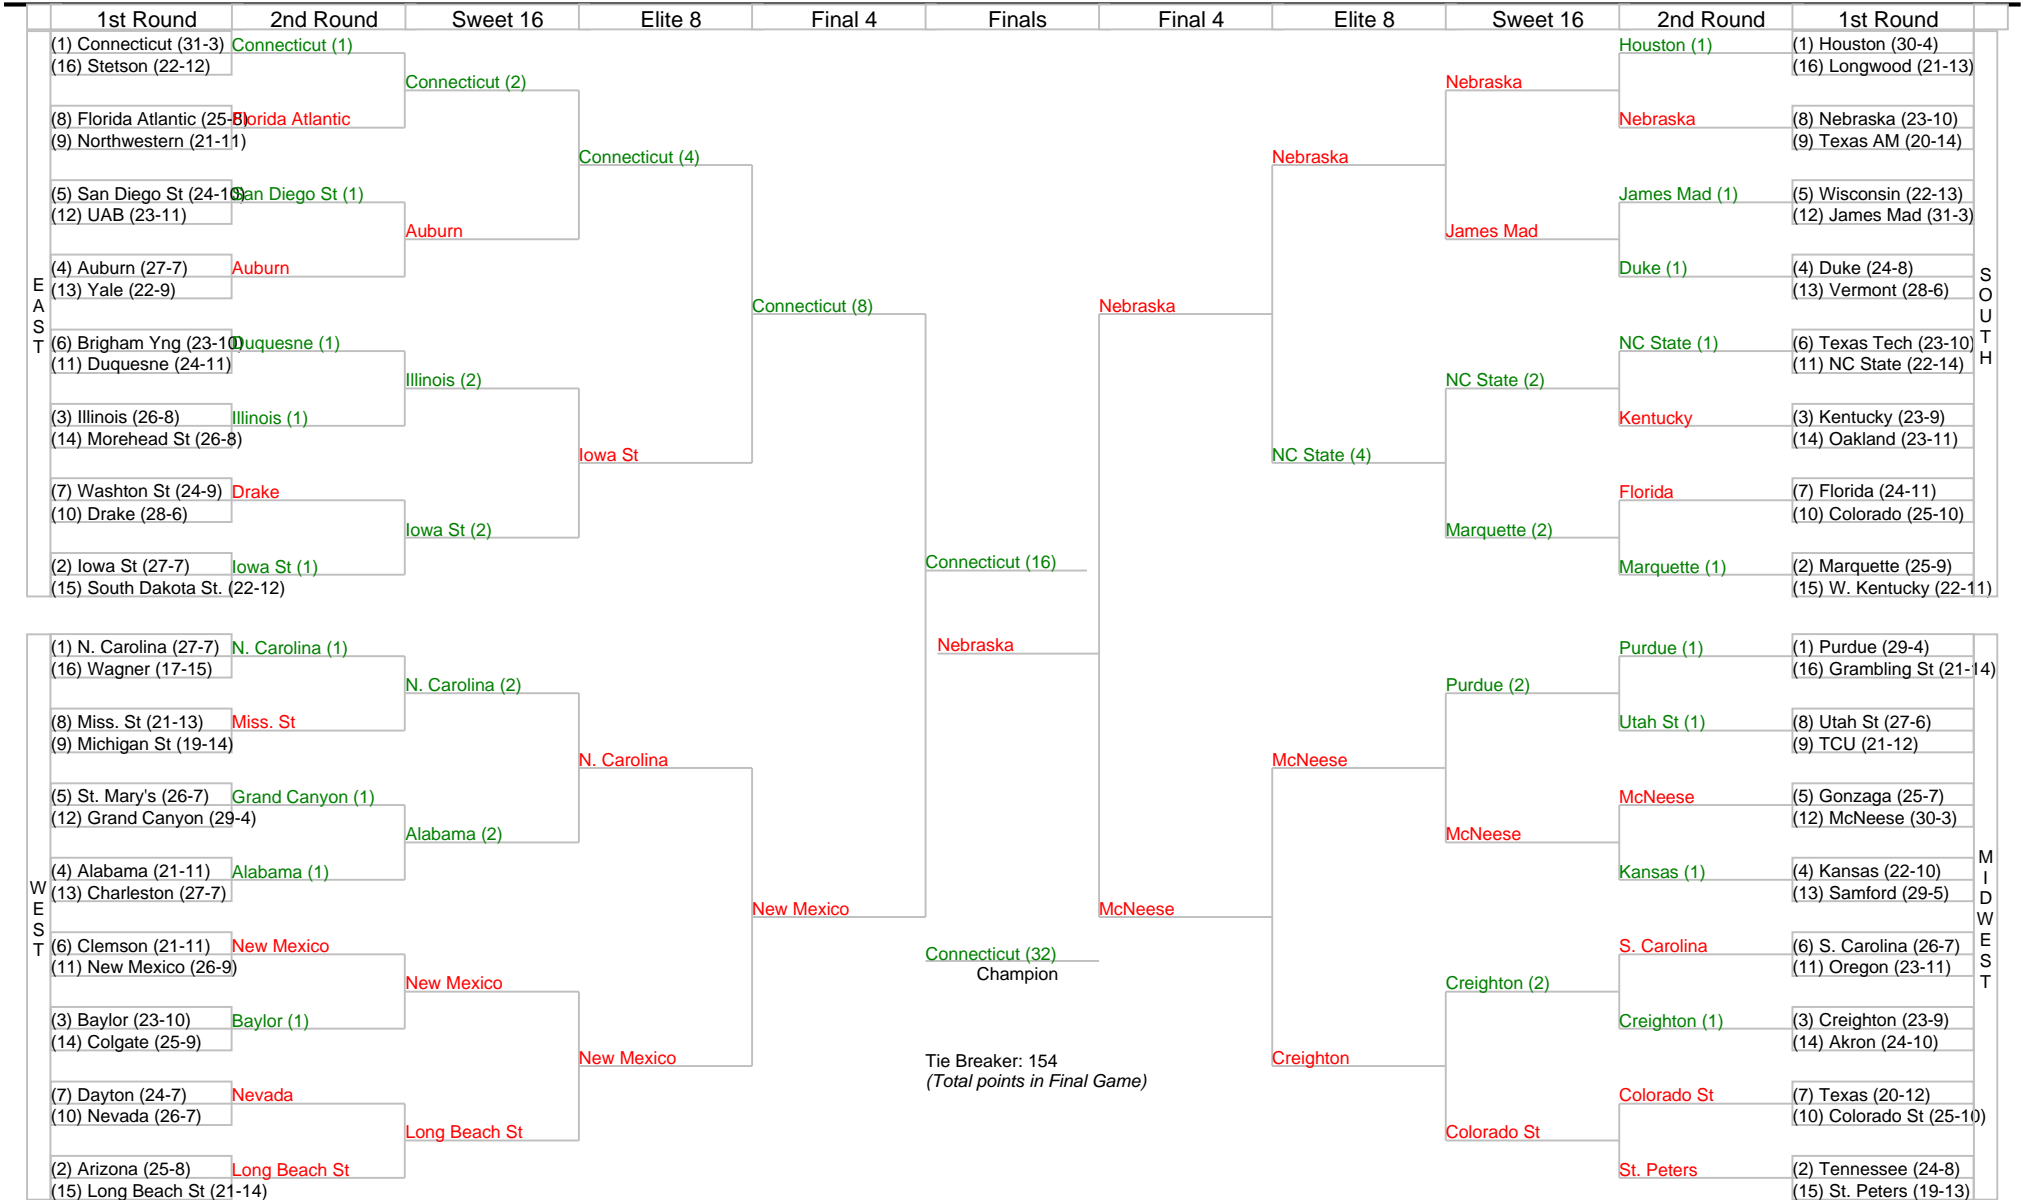 1st Round 2nd Round Sweet 16 Elite 8 Final 4 Finals Final 4 Elite 8 Sweet 16 2nd Round 1st Round
EAST
(1) Connecticut (31-3)
(16) Stetson (22-12)
(8) Florida Atlantic (25-8)
(9) Northwestern (21-11)
(5) San Diego St (24-10)
(12) UAB (23-11)
(4) Auburn (27-7)
(13) Yale (22-9)
(6) Brigham Yng (23-10)
(11) Duquesne (24-11)
(3) Illinois (26-8)
(14) Morehead St (26-8)
(7) Washton St (24-9)
(10) Drake (28-6)
(2) Iowa St (27-7)
(15) South Dakota St. (22-12)
Connecticut (1)
Florida Atlantic
San Diego St (1)
Auburn
Duquesne (1)
Illinois (1)
Drake
Iowa St (1)
Connecticut (2)
Auburn
Illinois (2)
Iowa St (2)
Connecticut (4)
Iowa St
Connecticut (8)
WEST
(1) N. Carolina (27-7)
(16) Wagner (17-15)
(8) Miss. St (21-13)
(9) Michigan St (19-14)
(5) St. Mary's (26-7)
(12) Grand Canyon (29-4)
(4) Alabama (21-11)
(13) Charleston (27-7)
(6) Clemson (21-11)
(11) New Mexico (26-9)
(3) Baylor (23-10)
(14) Colgate (25-9)
(7) Dayton (24-7)
(10) Nevada (26-7)
(2) Arizona (25-8)
(15) Long Beach St (21-14)
N. Carolina (1)
Miss. St
Grand Canyon (1)
Alabama (1)
New Mexico
Baylor (1)
Nevada
Long Beach St
N. Carolina (2)
Alabama (2)
New Mexico
Long Beach St
N. Carolina
New Mexico
New Mexico
Connecticut (16)
Nebraska
Connecticut (32)
Champion
Tie Breaker: 154
(Total points in Final Game)
Nebraska
McNeese
Nebraska
NC State (4)
Nebraska
James Mad
NC State (2)
Marquette (2)
Houston (1)
Nebraska
James Mad (1)
Duke (1)
NC State (1)
Kentucky
Florida
Marquette (1)
(1) Houston (30-4)
(16) Longwood (21-13)
(8) Nebraska (23-10)
(9) Texas AM (20-14)
(5) Wisconsin (22-13)
(12) James Mad (31-3)
(4) Duke (24-8)
(13) Vermont (28-6)
(6) Texas Tech (23-10)
(11) NC State (22-14)
(3) Kentucky (23-9)
(14) Oakland (23-11)
(7) Florida (24-11)
(10) Colorado (25-10)
(2) Marquette (25-9)
(15) W. Kentucky (22-11)
SOUTH
McNeese
Creighton
Purdue (2)
McNeese
Creighton (2)
Colorado St
Purdue (1)
Utah St (1)
McNeese
Kansas (1)
S. Carolina
Creighton (1)
Colorado St
St. Peters
(1) Purdue (29-4)
(16) Grambling St (21-14)
(8) Utah St (27-6)
(9) TCU (21-12)
(5) Gonzaga (25-7)
(12) McNeese (30-3)
(4) Kansas (22-10)
(13) Samford (29-5)
(6) S. Carolina (26-7)
(11) Oregon (23-11)
(3) Creighton (23-9)
(14) Akron (24-10)
(7) Texas (20-12)
(10) Colorado St (25-10)
(2) Tennessee (24-8)
(15) St. Peters (19-13)
MIDWEST